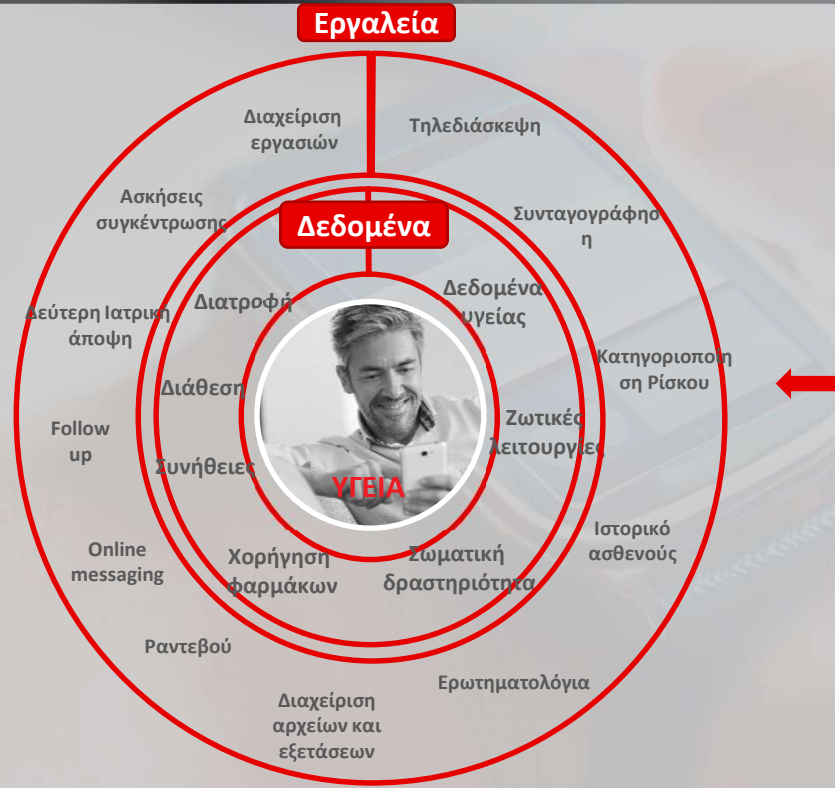 Εργαλεία
Διαχείριση
εργασιών
Τηλεδιάσκεψη
Ασκήσεις
συγκέντρωσης
Συνταγογράφησ
η
Δεδομένα
Διατροφή
Δεδομένα
υγείας
Δεύτερη Ιατρική
άποψη
Κατηγοριοποίη
ση Ρίσκου
Διάθεση
Ζωτικές
λειτουργίες
Follow
up
Συνήθειες
ΥΓΕΙΑ
Ιστορικό
ασθενούς
Online
messaging
Χορήγηση
φαρμάκων
Σωματική
δραστηριότητα
Ραντεβού
Ερωτηματολόγια
Διαχείριση
αρχείων και
εξετάσεων